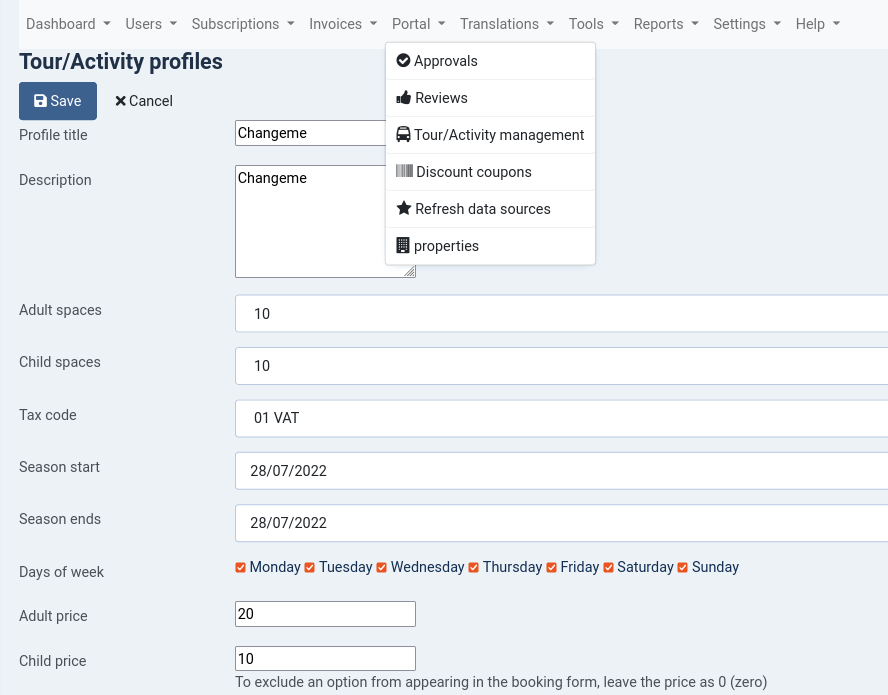 Dashboard Users Subscriptions Invoices Portal Translations Tools Reports Settings Help
Tour/Activity profiles
Approvals
Reviews
Tour/Activity management
Discount coupons
Refresh data sources
properties
Save Cancel
Profile title Changeme
Description Changeme
Adult spaces 10
Child spaces 10
Tax code 01 VAT
Season start 28/07/2022
Season ends 28/07/2022
Days of week Monday Tuesday Wednesday Thursday Friday Saturday Sunday
Adult price 20
Child price 10
To exclude an option from appearing in the booking form, leave the price as 0 (zero)